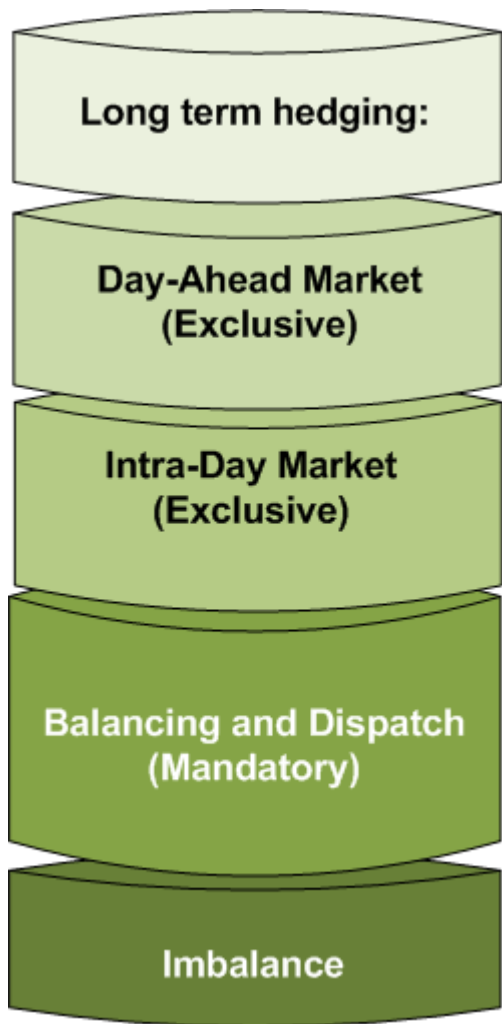 Long term hedging:
Day-Ahead Market
(Exclusive)
Intra-Day Market
(Exclusive)
Balancing and Dispatch
(Mandatory)
Imbalance